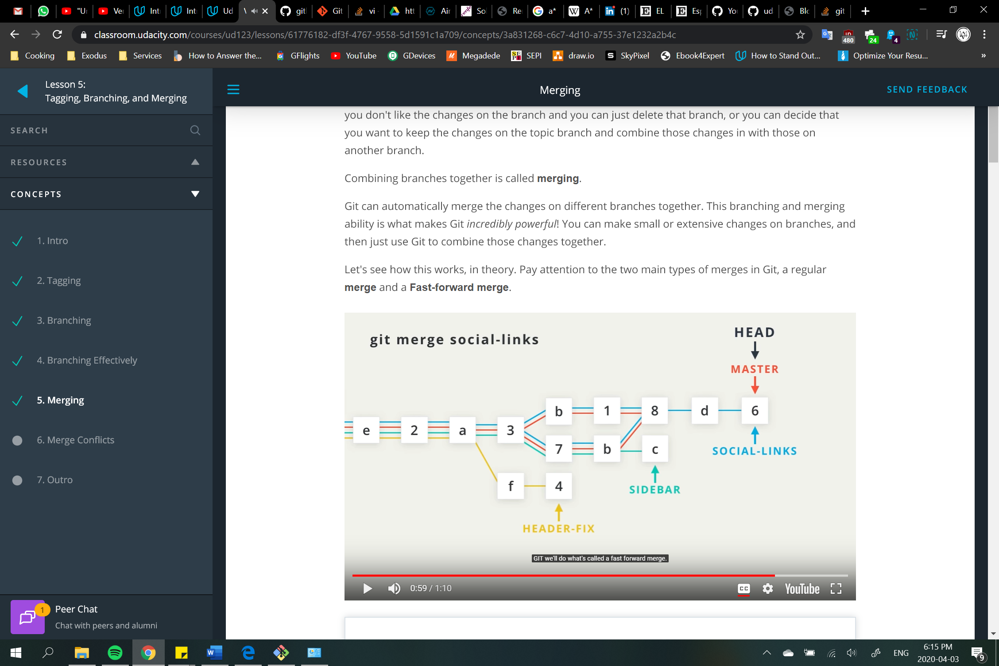 "U
Ve
Int
Int
Ud
\
git
Git
vi -
htt
Air
So
Re
a*
A*
(1)
EL
Esp
Yo
ud
Blo
git
classroom.udacity.com/courses/ud123/lessons/61776182-df3f-4767-9558-5d1591c1a709/concepts/3a831268-c6c7-4d10-a755-37e1232a2b4c
480
24
4
Cooking
Exodus
Services
How to Answer the...
GFlights
YouTube
GDevices
Megadede
SEPI
draw.io
SkyPixel
Ebook4Expert
How to Stand Out...
Optimize Your Resu...
»
Lesson 5:
Tagging, Branching, and Merging
SEARCH
RESOURCES
CONCEPTS
1. Intro
2. Tagging
3. Branching
4. Branching Effectively
5. Merging
6. Merge Conflicts
7. Outro
1
Peer Chat
Chat with peers and alumni
Merging
SEND FEEDBACK
you don't like the changes on the branch and you can just delete that branch, or you can decide that
you want to keep the changes on the topic branch and combine those changes in with those on
another branch.
Combining branches together is called merging.
Git can automatically merge the changes on different branches together. This branching and merging
ability is what makes Git incredibly powerful! You can make small or extensive changes on branches, and
then just use Git to combine those changes together.
Let's see how this works, in theory. Pay attention to the two main types of merges in Git, a regular
merge and a Fast-forward merge.
git merge social-links
HEAD
MASTER
b 1 8 d 6
e 2 a 3
7 b c
SOCIAL-LINKS
f 4
SIDEBAR
HEADER-FIX
GIT we'll do what's called a fast forward merge.
0:59 / 1:10
CC
YouTube
ENG
6:15 PM
2020-04-03
9